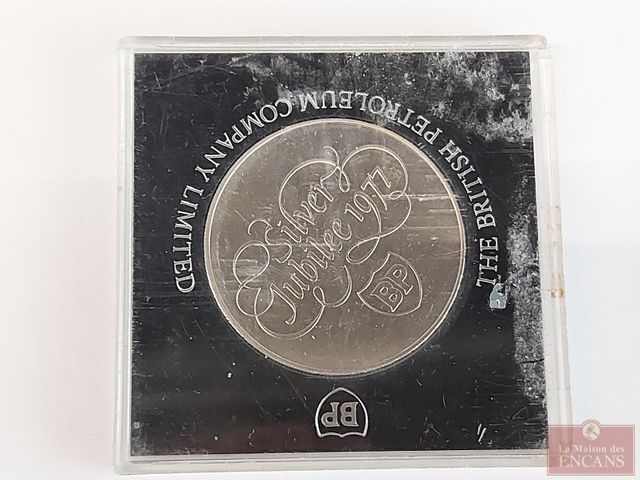 THE BRITISH PETROLEUM COMPANY LIMITED
Silver
Jubilee 1977
BP
BP
La Maison des
ENCANS